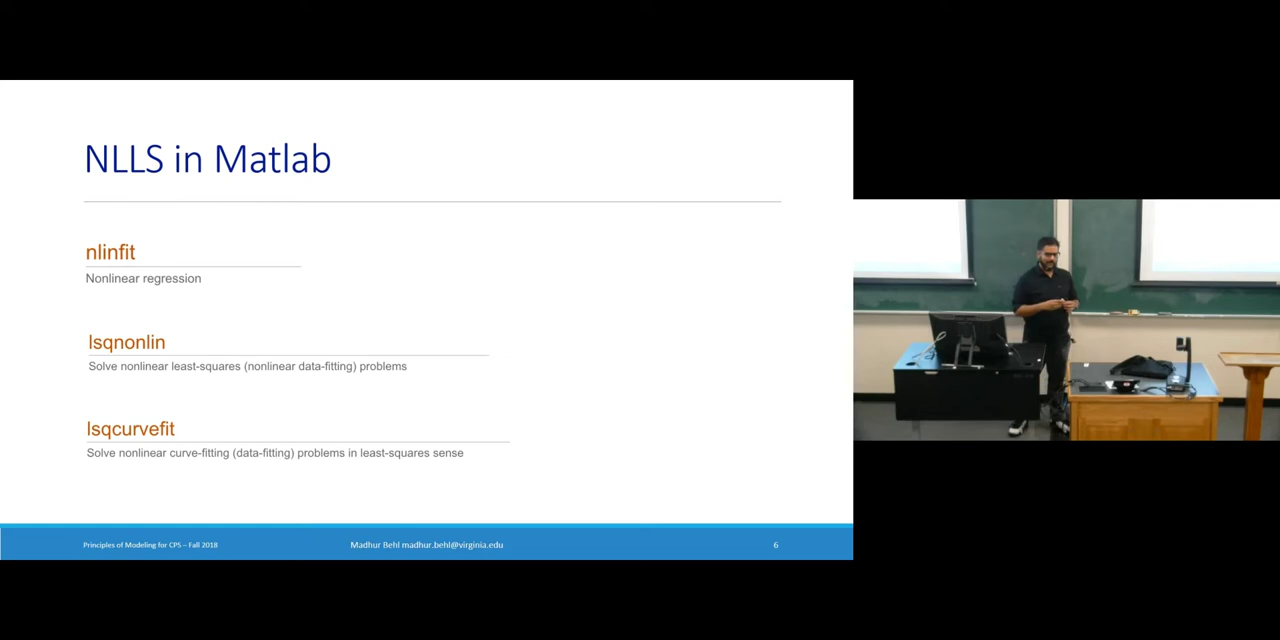 NLLS in Matlab
nlinfit
Nonlinear regression
lsqnonlin
Solve nonlinear least-squares (nonlinear data-fitting) problems
lsqcurvefit
Solve nonlinear curve-fitting (data-fitting) problems in least-squares sense
Principles of Modeling for CPS – Fall 2018 Madhur Behl madhur.behl@virginia.edu 6